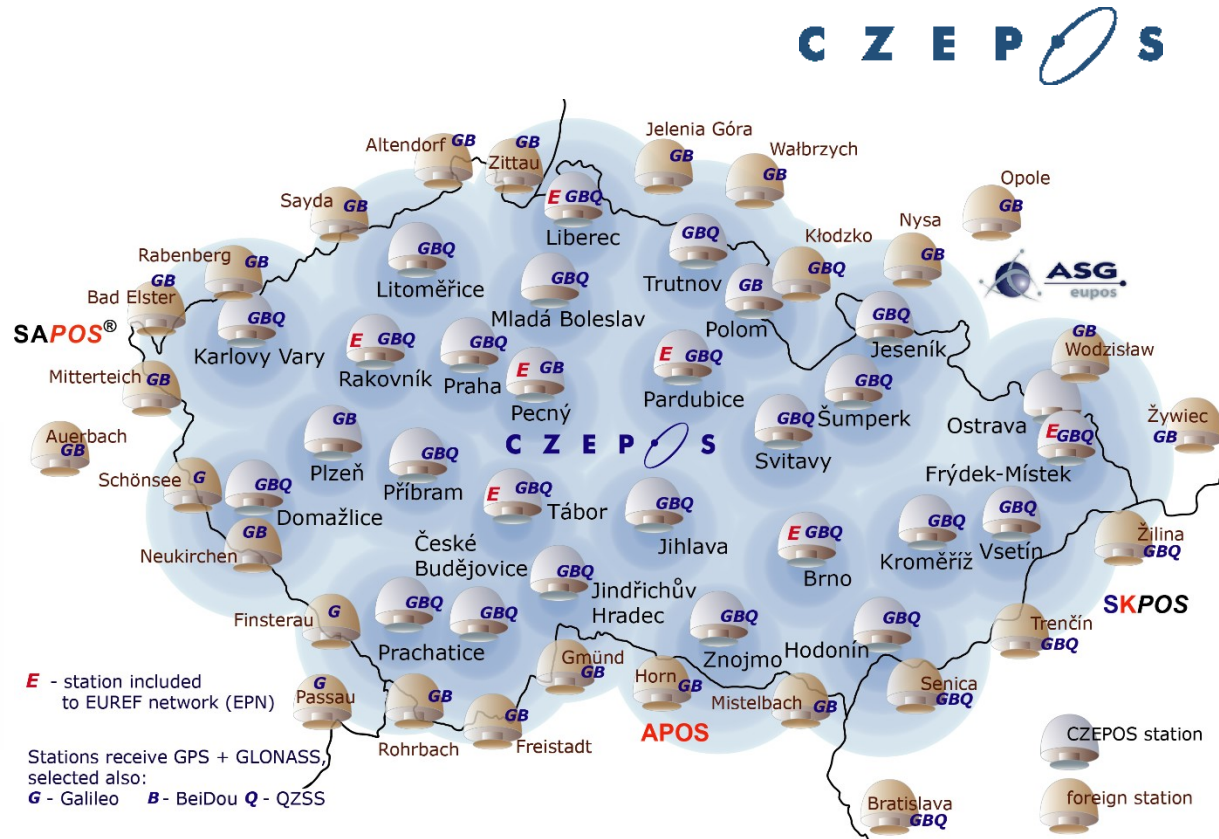 CZEPOS
Jelenia Góra
Altendorf GB
GB
Zittau
GB
Wałbrzych
GB
Opole
GB
Sayda GB
E GBQ
Liberec
Nysa
GB
Rabenberg
GB
GBQ
Litoměřice
GBQ
Trutnov
Kłodzko
GBQ
ASG
eupos
GB
Bad Elster
GBQ
Mladá Boleslav
GB
Polom
GBQ
Jeseník
SAPOS®
GBQ
Karlovy Vary
E GBQ
Rakovník
GBQ
Praha
E GB
Pecný
E GBQ
Pardubice
GB
Wodzisław
Mitterteich GB
GBQ
Šumperk
Ostrava
Żywiec
GB
Auerbach
GB
GB
Plzeň
CZEPOS
GBQ
Svitavy
E GBQ
Frýdek-Místek
Schönsee G
GBQ
Příbram
GBQ
Domažlice
E GBQ
Tábor
GBQ
Jihlava
GBQ
Kroměříž
GBQ
Vsetín
Žilina
GBQ
GB
Neukirchen
České
Budějovice
E GBQ
Brno
GBQ
Jindřichův
Hradec
SKPOS
Finsterau G
GBQ
Prachatice
GBQ
GBQ
Znojmo
GBQ
Hodonín
Trenčín
GBQ
Gmünd
GB
Horn
GB
Mistelbach GB
Senica
GBQ
E - station included
to EUREF network (EPN)
G
Passau
GB
Rohrbach
GB
Freistadt
APOS
CZEPOS station
Stations receive GPS + GLONASS,
selected also:
G - Galileo B - BeiDou Q - QZSS
Bratislava
GBQ
foreign station